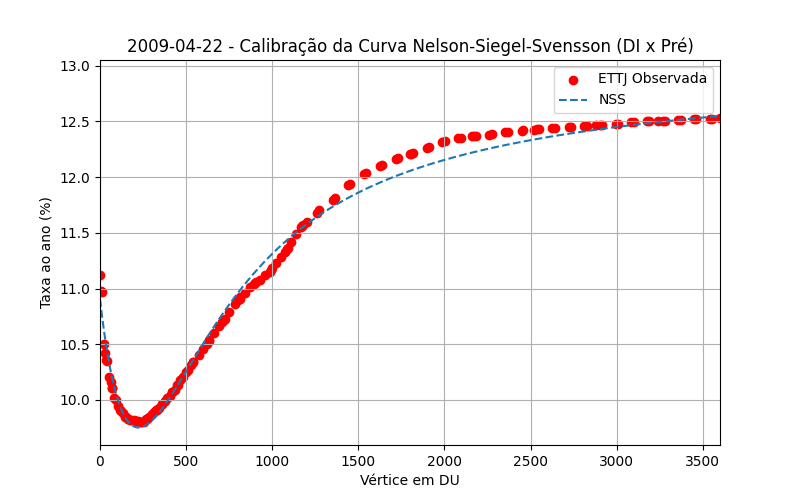 2009-04-22 - Calibração da Curva Nelson-Siegel-Svensson (DI x Pré)
ETTJ Observada
NSS
Taxa ao ano (%)
13.0
12.5
12.0
11.5
11.0
10.5
10.0
0 500 1000 1500 2000 2500 3000 3500
Vértice em DU